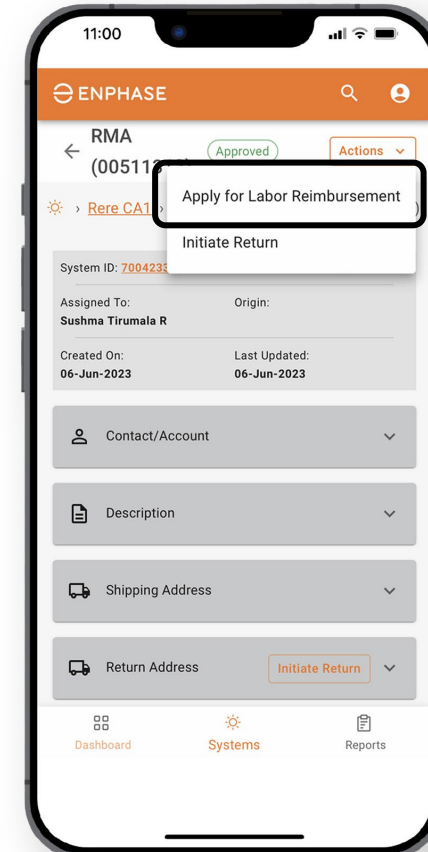 11:00
ENPHASE
RMA
Approved
Actions
(00511
Apply for Labor Reimbursement
Rere CA1
Initiate Return
System ID: 7004233
Assigned To:
Origin:
Sushma Tirumala R
Created On:
Last Updated:
06-Jun-2023
06-Jun-2023
Contact/Account
Description
Shipping Address
Return Address
Initiate Return
Dashboard
Systems
Reports